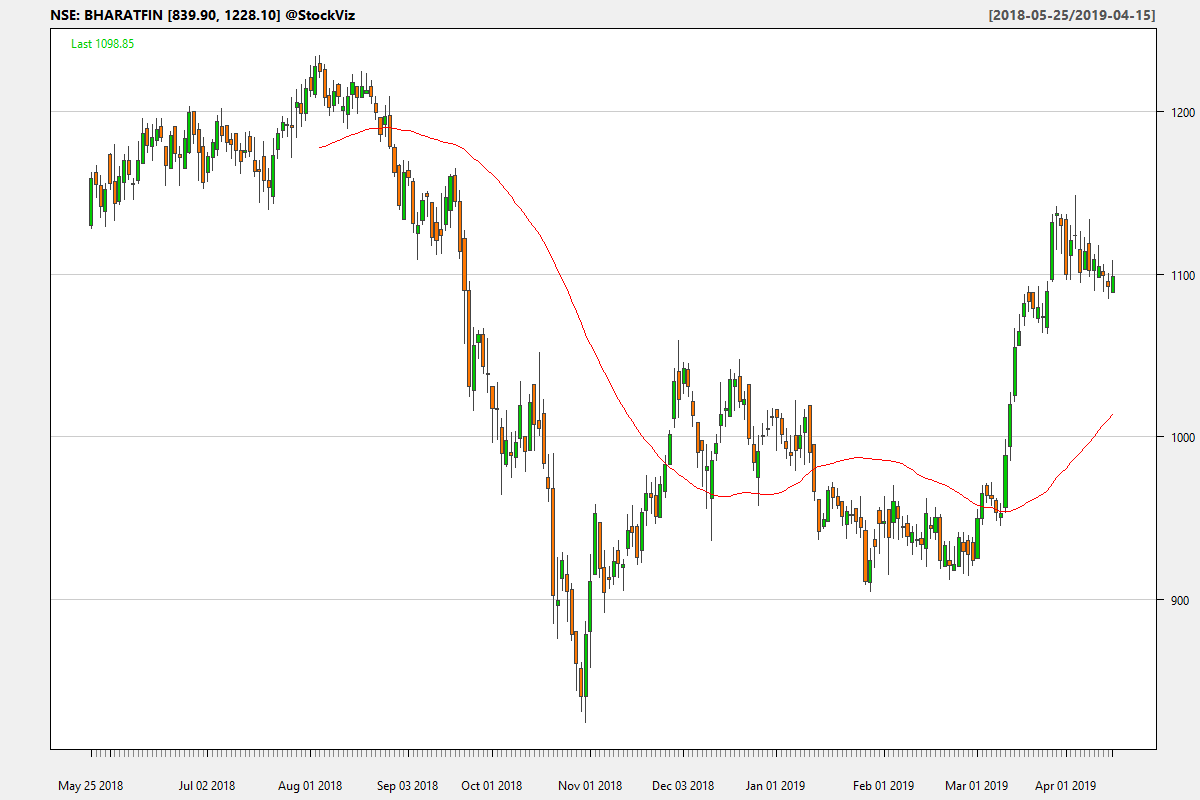 NSE: BHARATFIN [839.90, 1228.10] @StockViz [2018-05-25/2019-04-15]
Last 1098.85
1200
1100
1000
900
May 25 2018 Jul 02 2018 Aug 01 2018 Sep 03 2018 Oct 01 2018 Nov 01 2018 Dec 03 2018 Jan 01 2019 Feb 01 2019 Mar 01 2019 Apr 01 2019